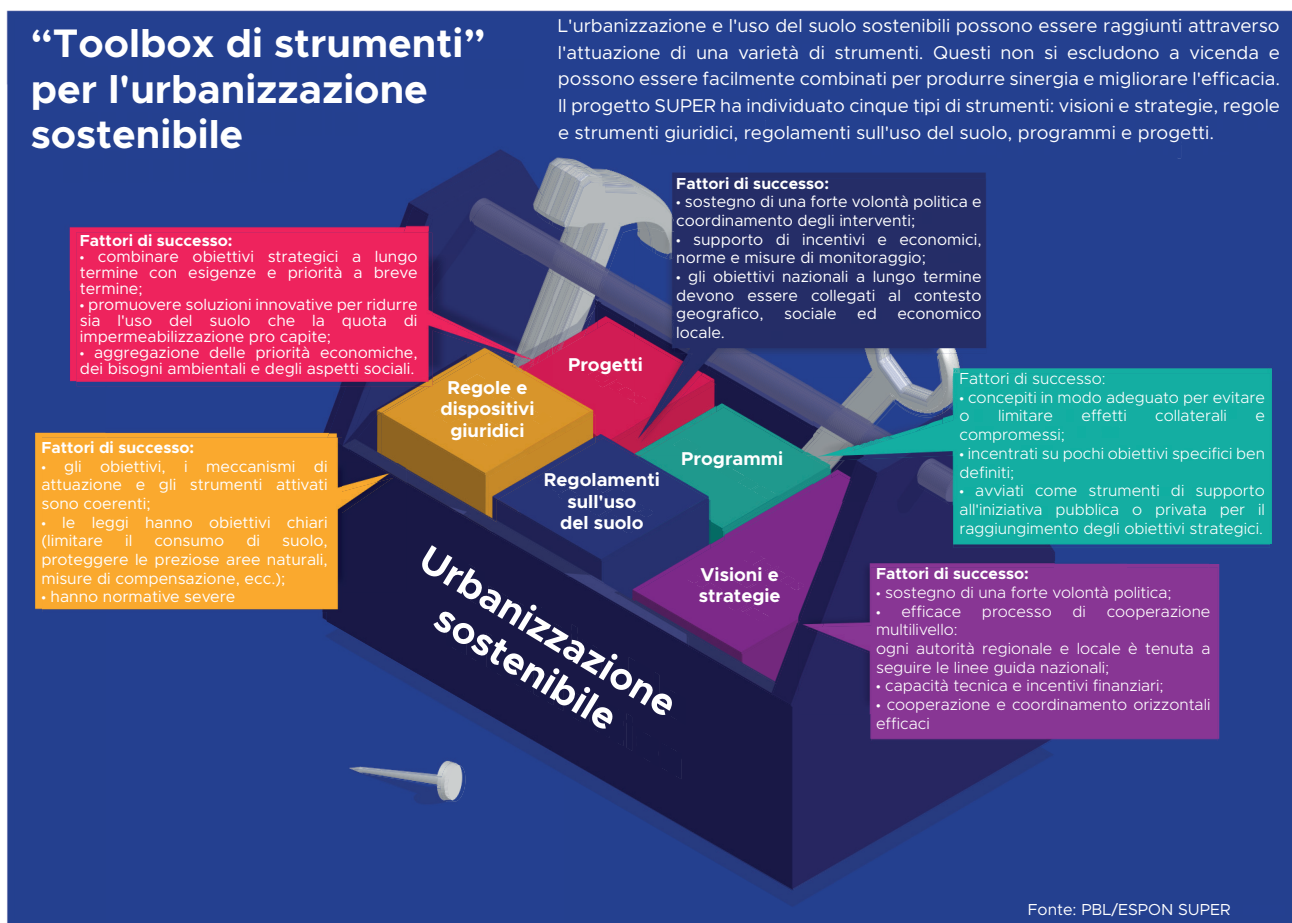 “Toolbox di strumenti”
per l'urbanizzazione
sostenibile
L'urbanizzazione e l'uso del suolo sostenibili possono essere raggiunti attraverso
l'attuazione di una varietà di strumenti. Questi non si escludono a vicenda e
possono essere facilmente combinati per produrre sinergia e migliorare l'efficacia.
Il progetto SUPER ha individuato cinque tipi di strumenti: visioni e strategie, regole
e strumenti giuridici, regolamenti sull'uso del suolo, programmi e progetti.
Fattori di successo:
• combinare obiettivi strategici a lungo
termine con esigenze e priorità a breve
termine;
• promuovere soluzioni innovative per ridurre
sia l'uso del suolo che la quota di
impermeabilizzazione pro capite;
• aggregazione delle priorità economiche,
dei bisogni ambientali e degli aspetti sociali.
Fattori di successo:
• sostegno di una forte volontà politica e
coordinamento degli interventi;
• supporto di incentivi e economici,
norme e misure di monitoraggio;
• gli obiettivi nazionali a lungo termine
devono essere collegati al contesto
geografico, sociale ed economico
locale.
Fattori di successo:
• concepiti in modo adeguato per evitare
o limitare effetti collaterali e
compromessi;
• incentrati su pochi obiettivi specifici ben
definiti;
• avviati come strumenti di supporto
all'iniziativa pubblica o privata per il
raggiungimento degli obiettivi strategici.
Fattori di successo:
• gli obiettivi, i meccanismi di
attuazione e gli strumenti attivati
sono coerenti;
• le leggi hanno obiettivi chiari
(limitare il consumo di suolo,
proteggere le preziose aree naturali,
misure di compensazione, ecc.);
• hanno normative severe
Progetti
Regole e
dispositivi
giuridici
Programmi
Regolamenti
sull'uso
del suolo
Visioni e
strategie
Urbanizzazione
sostenibile
Fattori di successo:
• sostegno di una forte volontà politica;
• efficace processo di cooperazione
multilivello:
ogni autorità regionale e locale è tenuta a
seguire le linee guida nazionali;
• capacità tecnica e incentivi finanziari;
• cooperazione e coordinamento orizzontali
efficaci
Fonte: PBL/ESPON SUPER